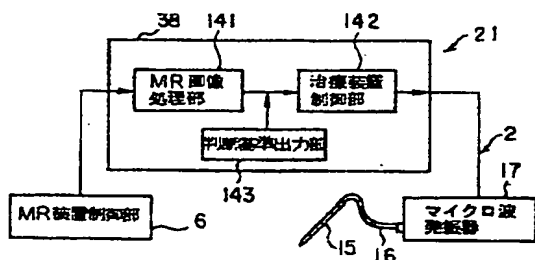 38
141
142
21
MR画像
処理部
治療装置
制御部
判断基準出力部
143
2
17
MR装置制御部
6
15
16
マイクロ波
発振器